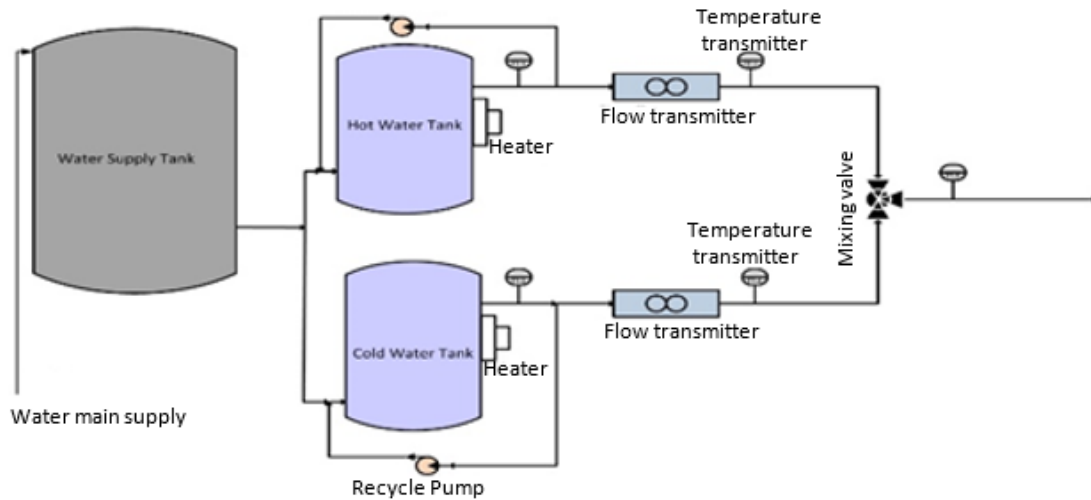 Temperature
transmitter
Hot Water Tank
Flow transmitter
Heater
Water Supply Tank
Mixing valve
Temperature
transmitter
Flow transmitter
Cold Water Tank
Heater
Water main supply
Recycle Pump